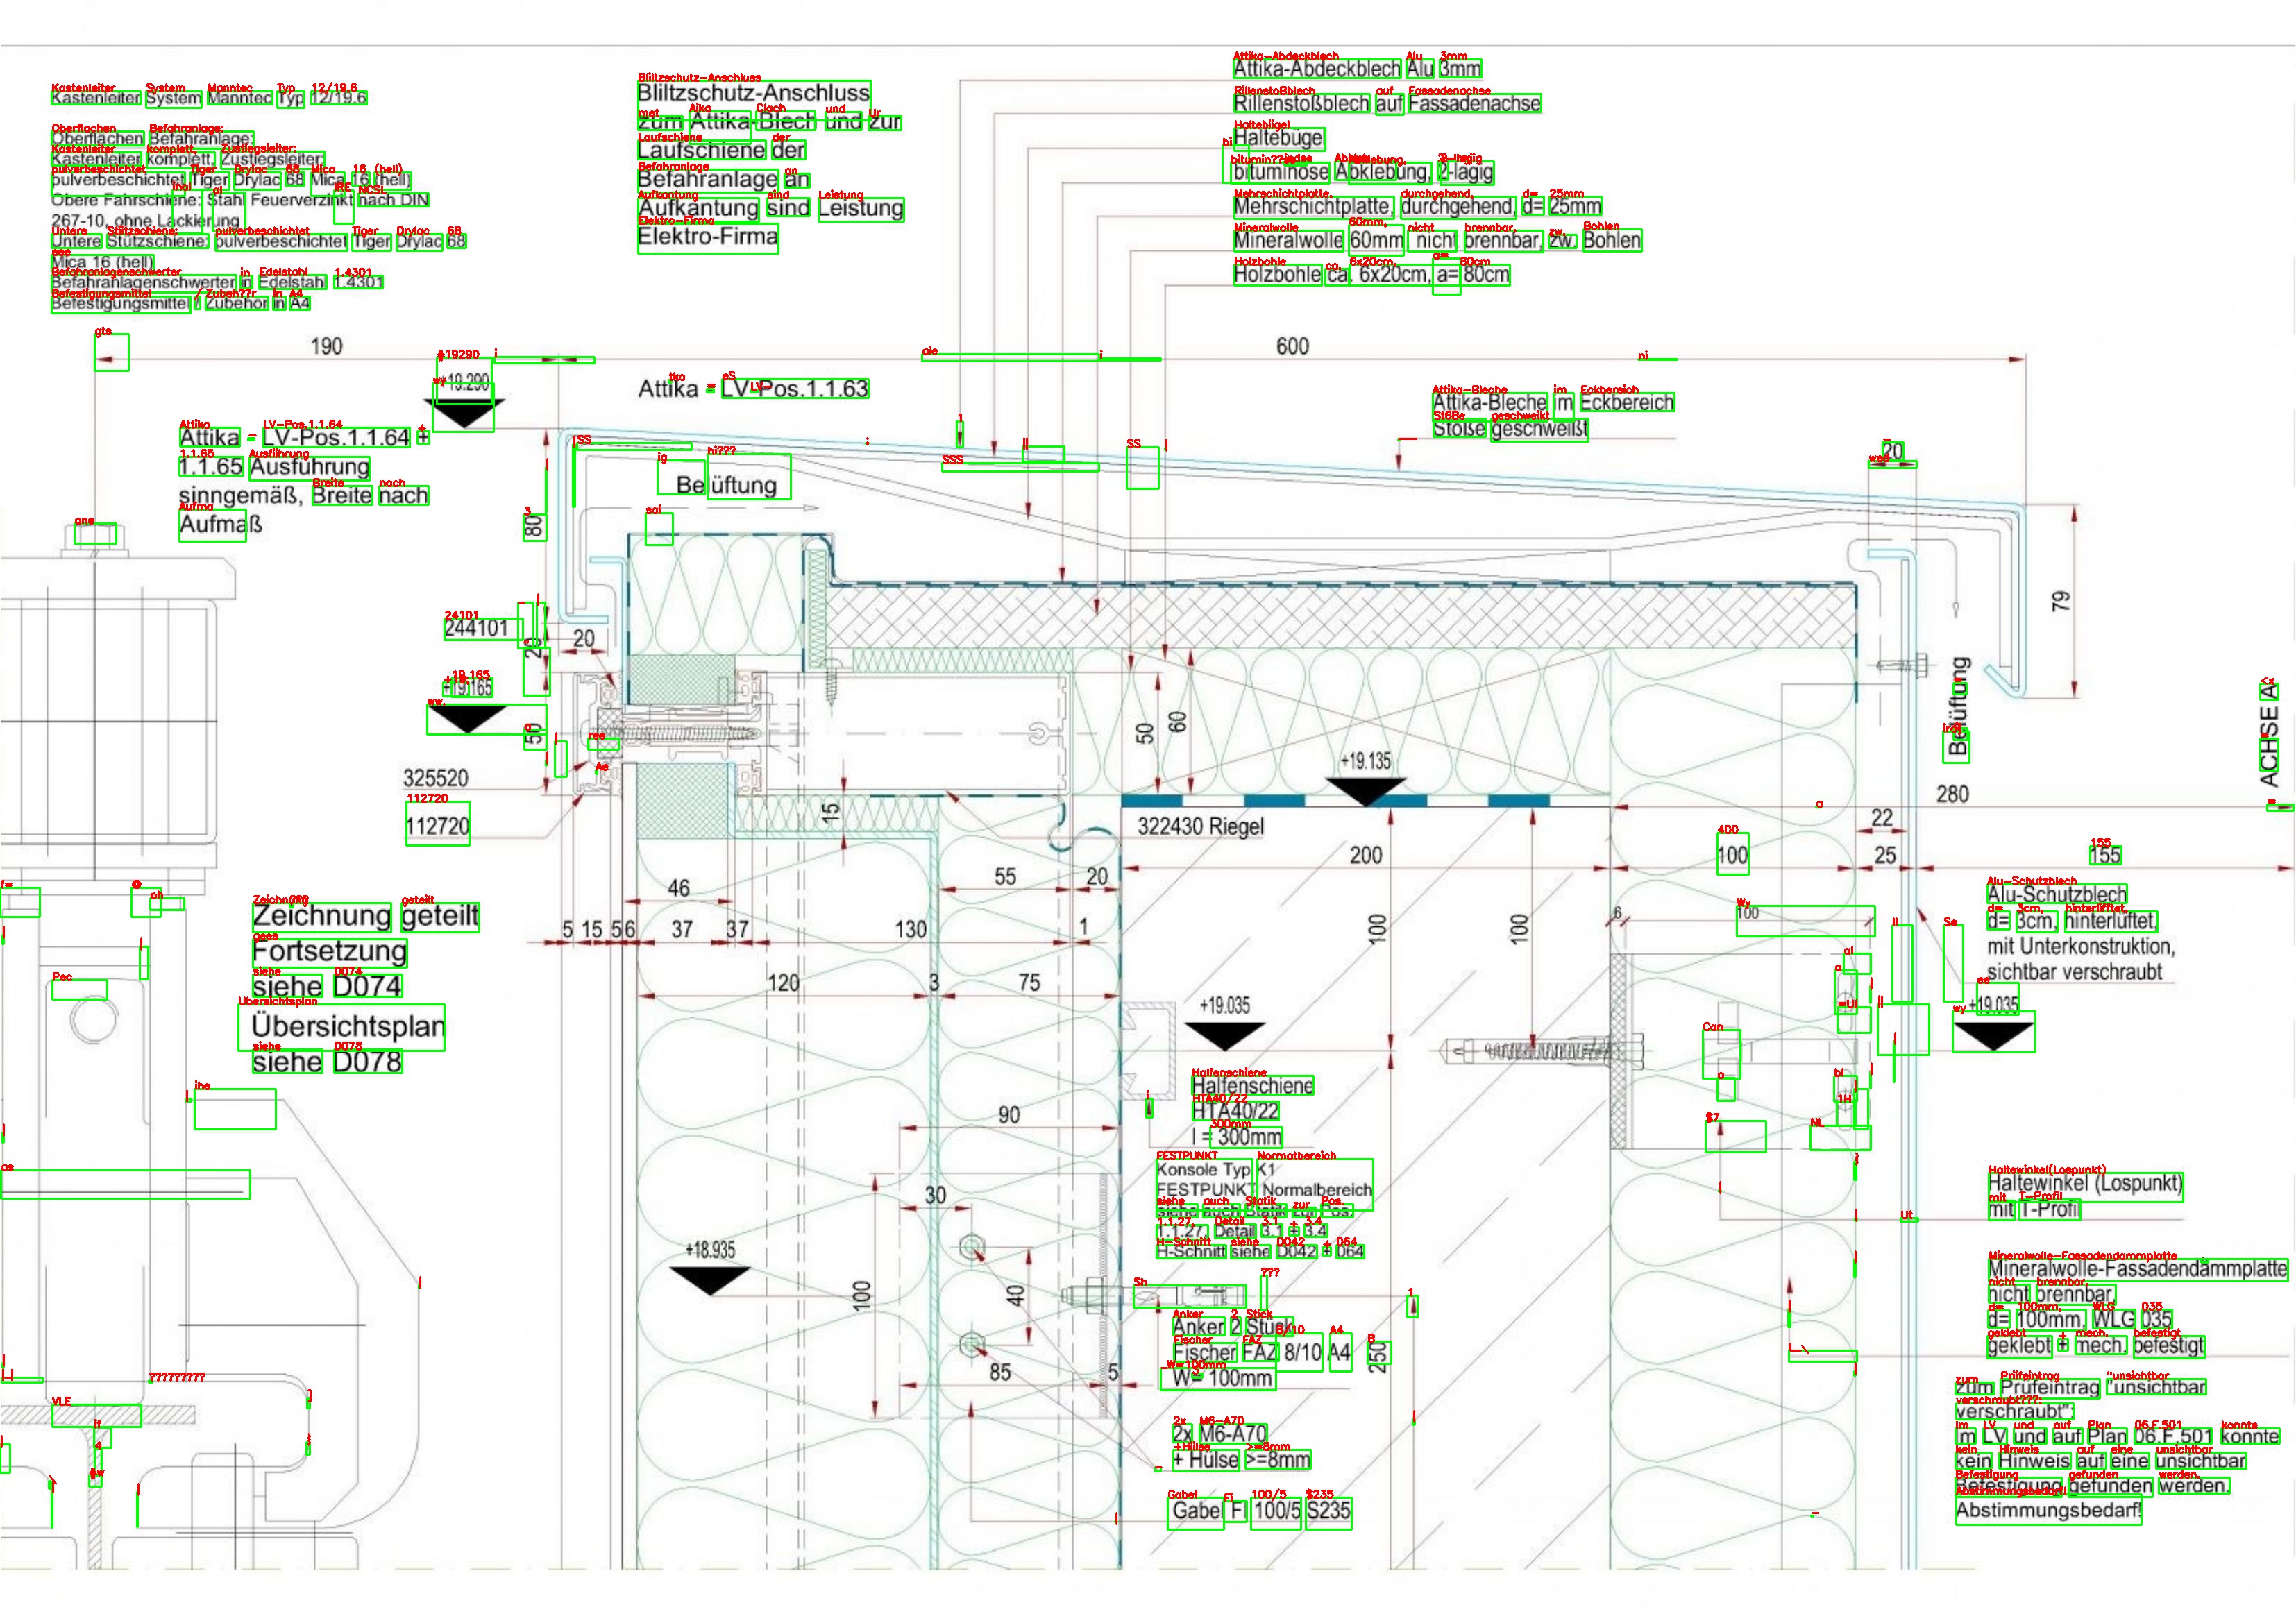 Kastenleiter System Manntec Typ 12/19.6
Oberflächen Befahranlage:
Kastenleiter komplett, Zustiegsleiter:
pulverbeschichtet Tiger Drylac 68 Mica 16 (hell)
Obere Fahrschiene: Stahl Feuerverzinkt nach DIN
267-10, ohne Lackierung
Untere Stützschiene: pulverbeschichtet Tiger Drylac 68
Mica 16 (hell)
Befahranlagenschwerter in Edelstahl 1.4301
Befestigungsmittel / Zubehör in A4
Bliltzschutz-Anschluss
zum Attika-Blech und zur
Laufschiene der
Befahranlage an
Aufkantung sind Leistung
Elektro-Firma
Attika-Abdeckblech Alu 3mm
Rillenstoßblech auf Fassadenachse
Haltebügel
bituminöse Abklebung, 2-lagig
Mehrschichtplatte, durchgehend, d= 25mm
Mineralwolle 60mm nicht brennbar, zw. Bohlen
Holzbohle ca. 6x20cm, a= 80cm
190
600
+19.290
Attika = LV-Pos.1.1.63
Attika-Bleche im Eckbereich
Stöße geschweißt
Attika = LV-Pos.1.1.64 +
1.1.65 Ausführung
sinngemäß, Breite nach
Aufmaß
20
Belüftung
80
79
244101
20
20
+19.165
50
325520
112720
15
50
60
+19.135
Belüftung
ACHSE A
280
322430 Riegel
22
200
100
25
155
46
55
20
5 15 5 6 37 37 130 1
120
3
75
100
100
6
100
Zeichnung geteilt
Fortsetzung
siehe D074
Übersichtsplan
siehe D078
Alu-Schutzblech
d= 3cm, hinterlüftet,
mit Unterkonstruktion,
sichtbar verschraubt
+19.035
+19.035
Halfenschiene
HTA40/22
l = 300mm
90
Konsole Typ K1
FESTPUNKT Normalbereich
siehe auch Statik zur Pos.
1.1.27, Detail 3.1 + 3.4
H-Schnitt siehe D042 + D64
30
+18.935
100
40
85
5
Anker 2 Stück
Fischer FAZ 8/10 A4
W= 100mm
250
2x M6-A70
+ Hülse >=8mm
Gabel Fl 100/5 S235
Haltewinkel (Lospunkt)
mit T-Profil
Mineralwolle-Fassadendämmplatte
nicht brennbar,
d= 100mm, WLG 035
geklebt + mech. befestigt
zum Prüfeintrag "unsichtbar
verschraubt":
Im LV und auf Plan 06.F.501 konnte
kein Hinweis auf eine unsichtbar
Befestigung gefunden werden.
Abstimmungsbedarf!